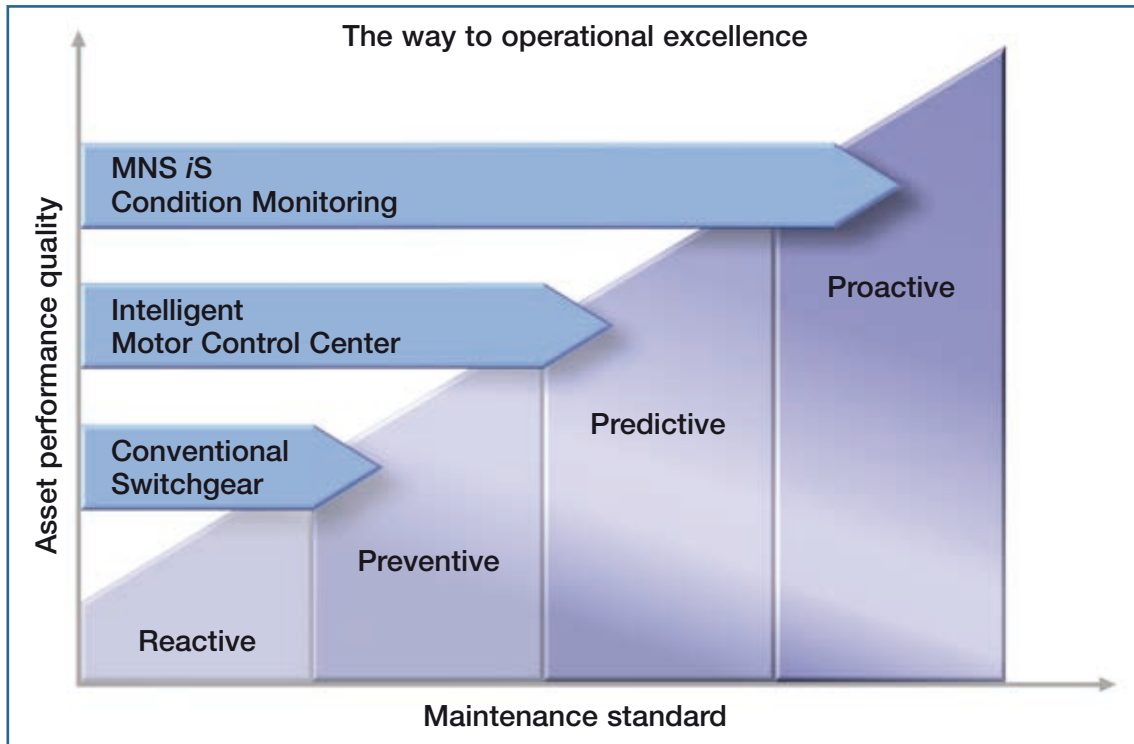 The way to operational excellence
MNS iS
Condition Monitoring
Intelligent
Motor Control Center
Conventional
Switchgear
Proactive
Predictive
Preventive
Reactive
Asset performance quality
Maintenance standard